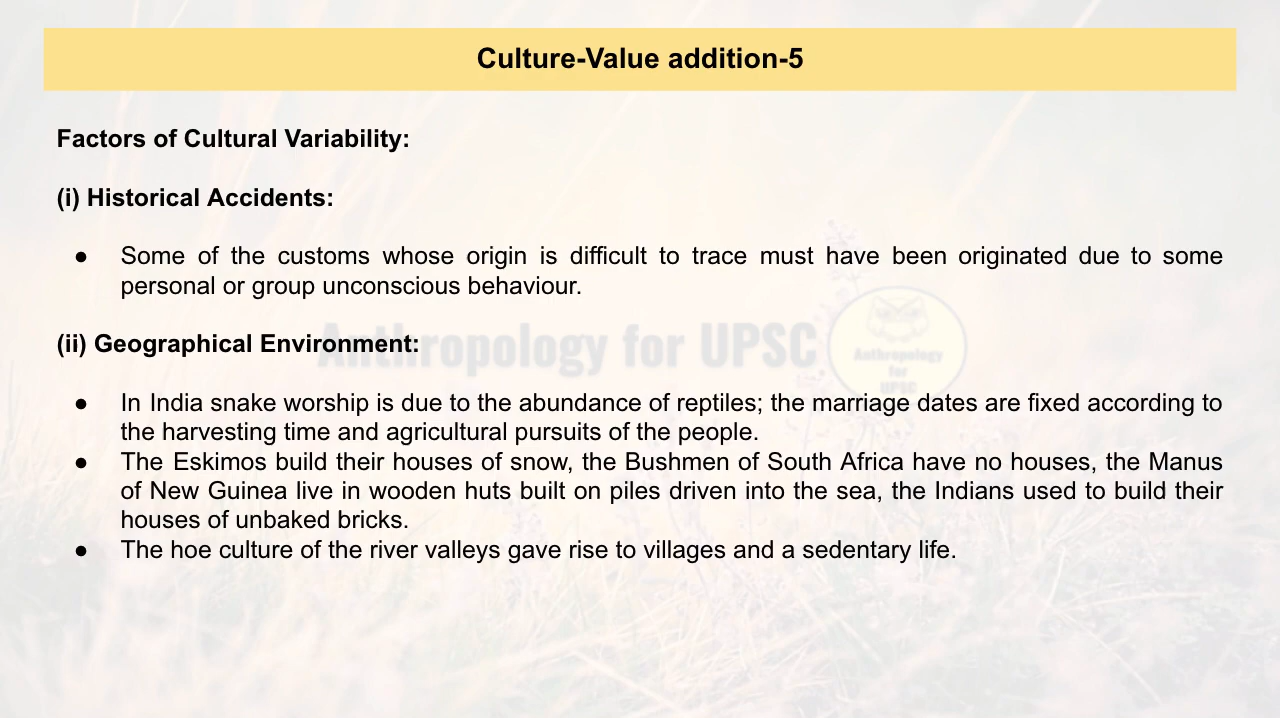 Culture-Value addition-5
Factors of Cultural Variability:
(i) Historical Accidents:
● Some of the customs whose origin is difficult to trace must have been originated due to some
personal or group unconscious behaviour.
Anthropology for UPSC
Anthropology
for
UPSC
(ii) Geographical Environment:
● In India snake worship is due to the abundance of reptiles; the marriage dates are fixed according to
the harvesting time and agricultural pursuits of the people.
● The Eskimos build their houses of snow, the Bushmen of South Africa have no houses, the Manus
of New Guinea live in wooden huts built on piles driven into the sea, the Indians used to build their
houses of unbaked bricks.
● The hoe culture of the river valleys gave rise to villages and a sedentary life.